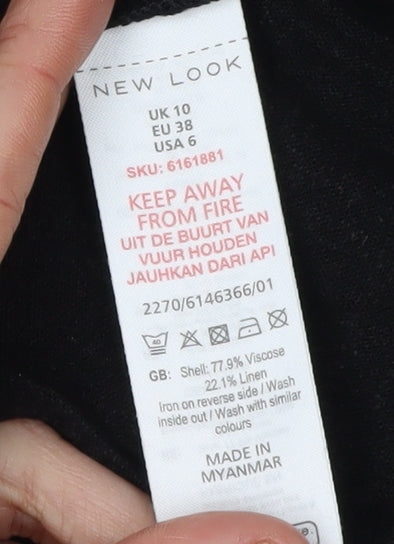 NEW LOOK
UK 10
EU 38
USA 6
SKU: 6161881
KEEP AWAY
FROM FIRE
UIT DE BUURT VAN
VUUR HOUDEN
JAUHKAN DARI API
2270/6146366/01
40
GB: Shell: 77.9% Viscose
22.1% Linen
Iron on reverse side / Wash
inside out / Wash with similar
colours
MADE IN
MYANMAR